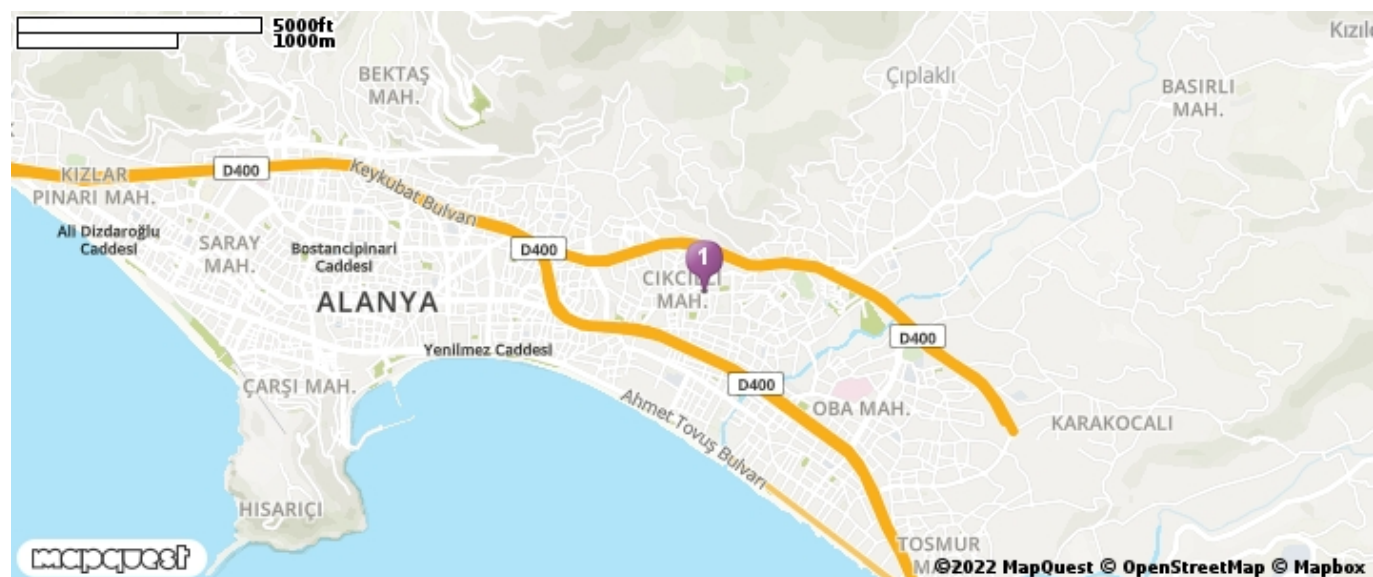 5000ft
1000m
BEKTAŞ
MAH.
Çıplaklı
BASIRLI
MAH.
D400
KIZLAR
PINARI MAH.
Keykubat Bulvarı
Ali Dizdaroğlu
Caddesi
SARAY
MAH.
Bostancipinari
Caddesi
D400
1
CIKCILLI
MAH.
ALANYA
D400
Yenilmez Caddesi
D400
ÇARŞI MAH.
Ahmet Tovuş Bulvarı
OBA MAH.
KARAKOCALI
HISARIÇI
TOSMUR
mapquest
©2022 MapQuest © OpenStreetMap © Mapbox